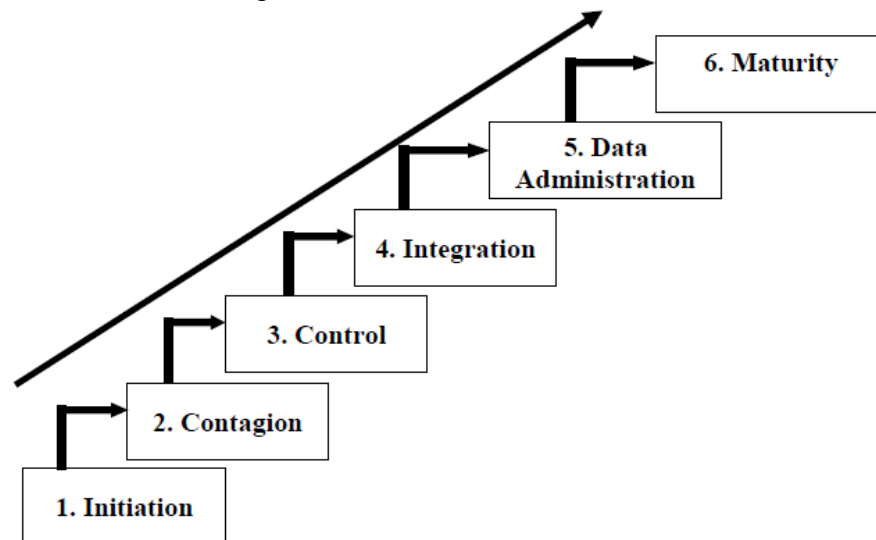 6. Maturity
5. Data
Administration
4. Integration
3. Control
2. Contagion
1. Initiation